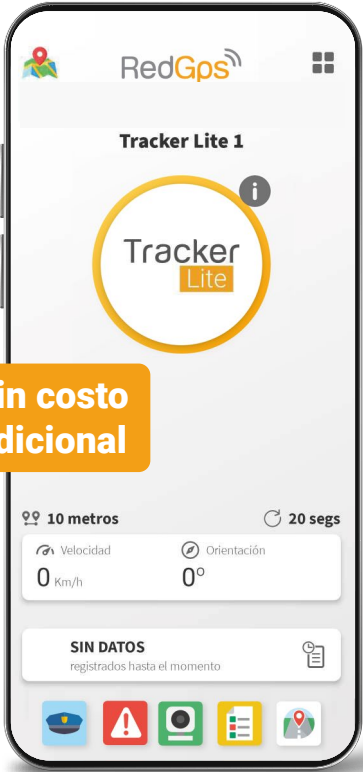 RedGps
Tracker Lite 1
i
Tracker
Lite
in costo
dicional
10 metros
20 segs
Velocidad
Orientación
0 Km/h
0°
SIN DATOS
registrados hasta el momento